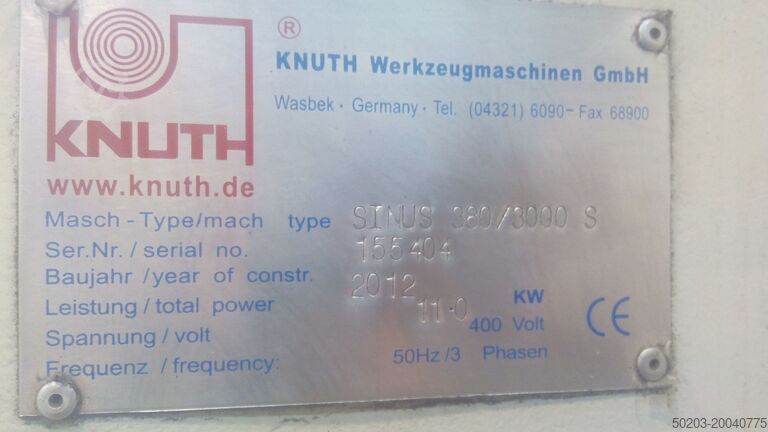 ®
KNUTH Werkzeugmaschinen GmbH
Wasbek · Germany · Tel. (04321) 6090 – Fax 68900
KNUTH
www.knuth.de
Masch - Type/mach type SINUS 380/3000 S
Ser.Nr. / serial no. 155404
Baujahr /year of constr. 2012
Leistung / total power 11·0 KW
Spannung / volt 400 Volt
Frequenz / frequency: 50Hz /3 Phasen
CE
50203-20040775